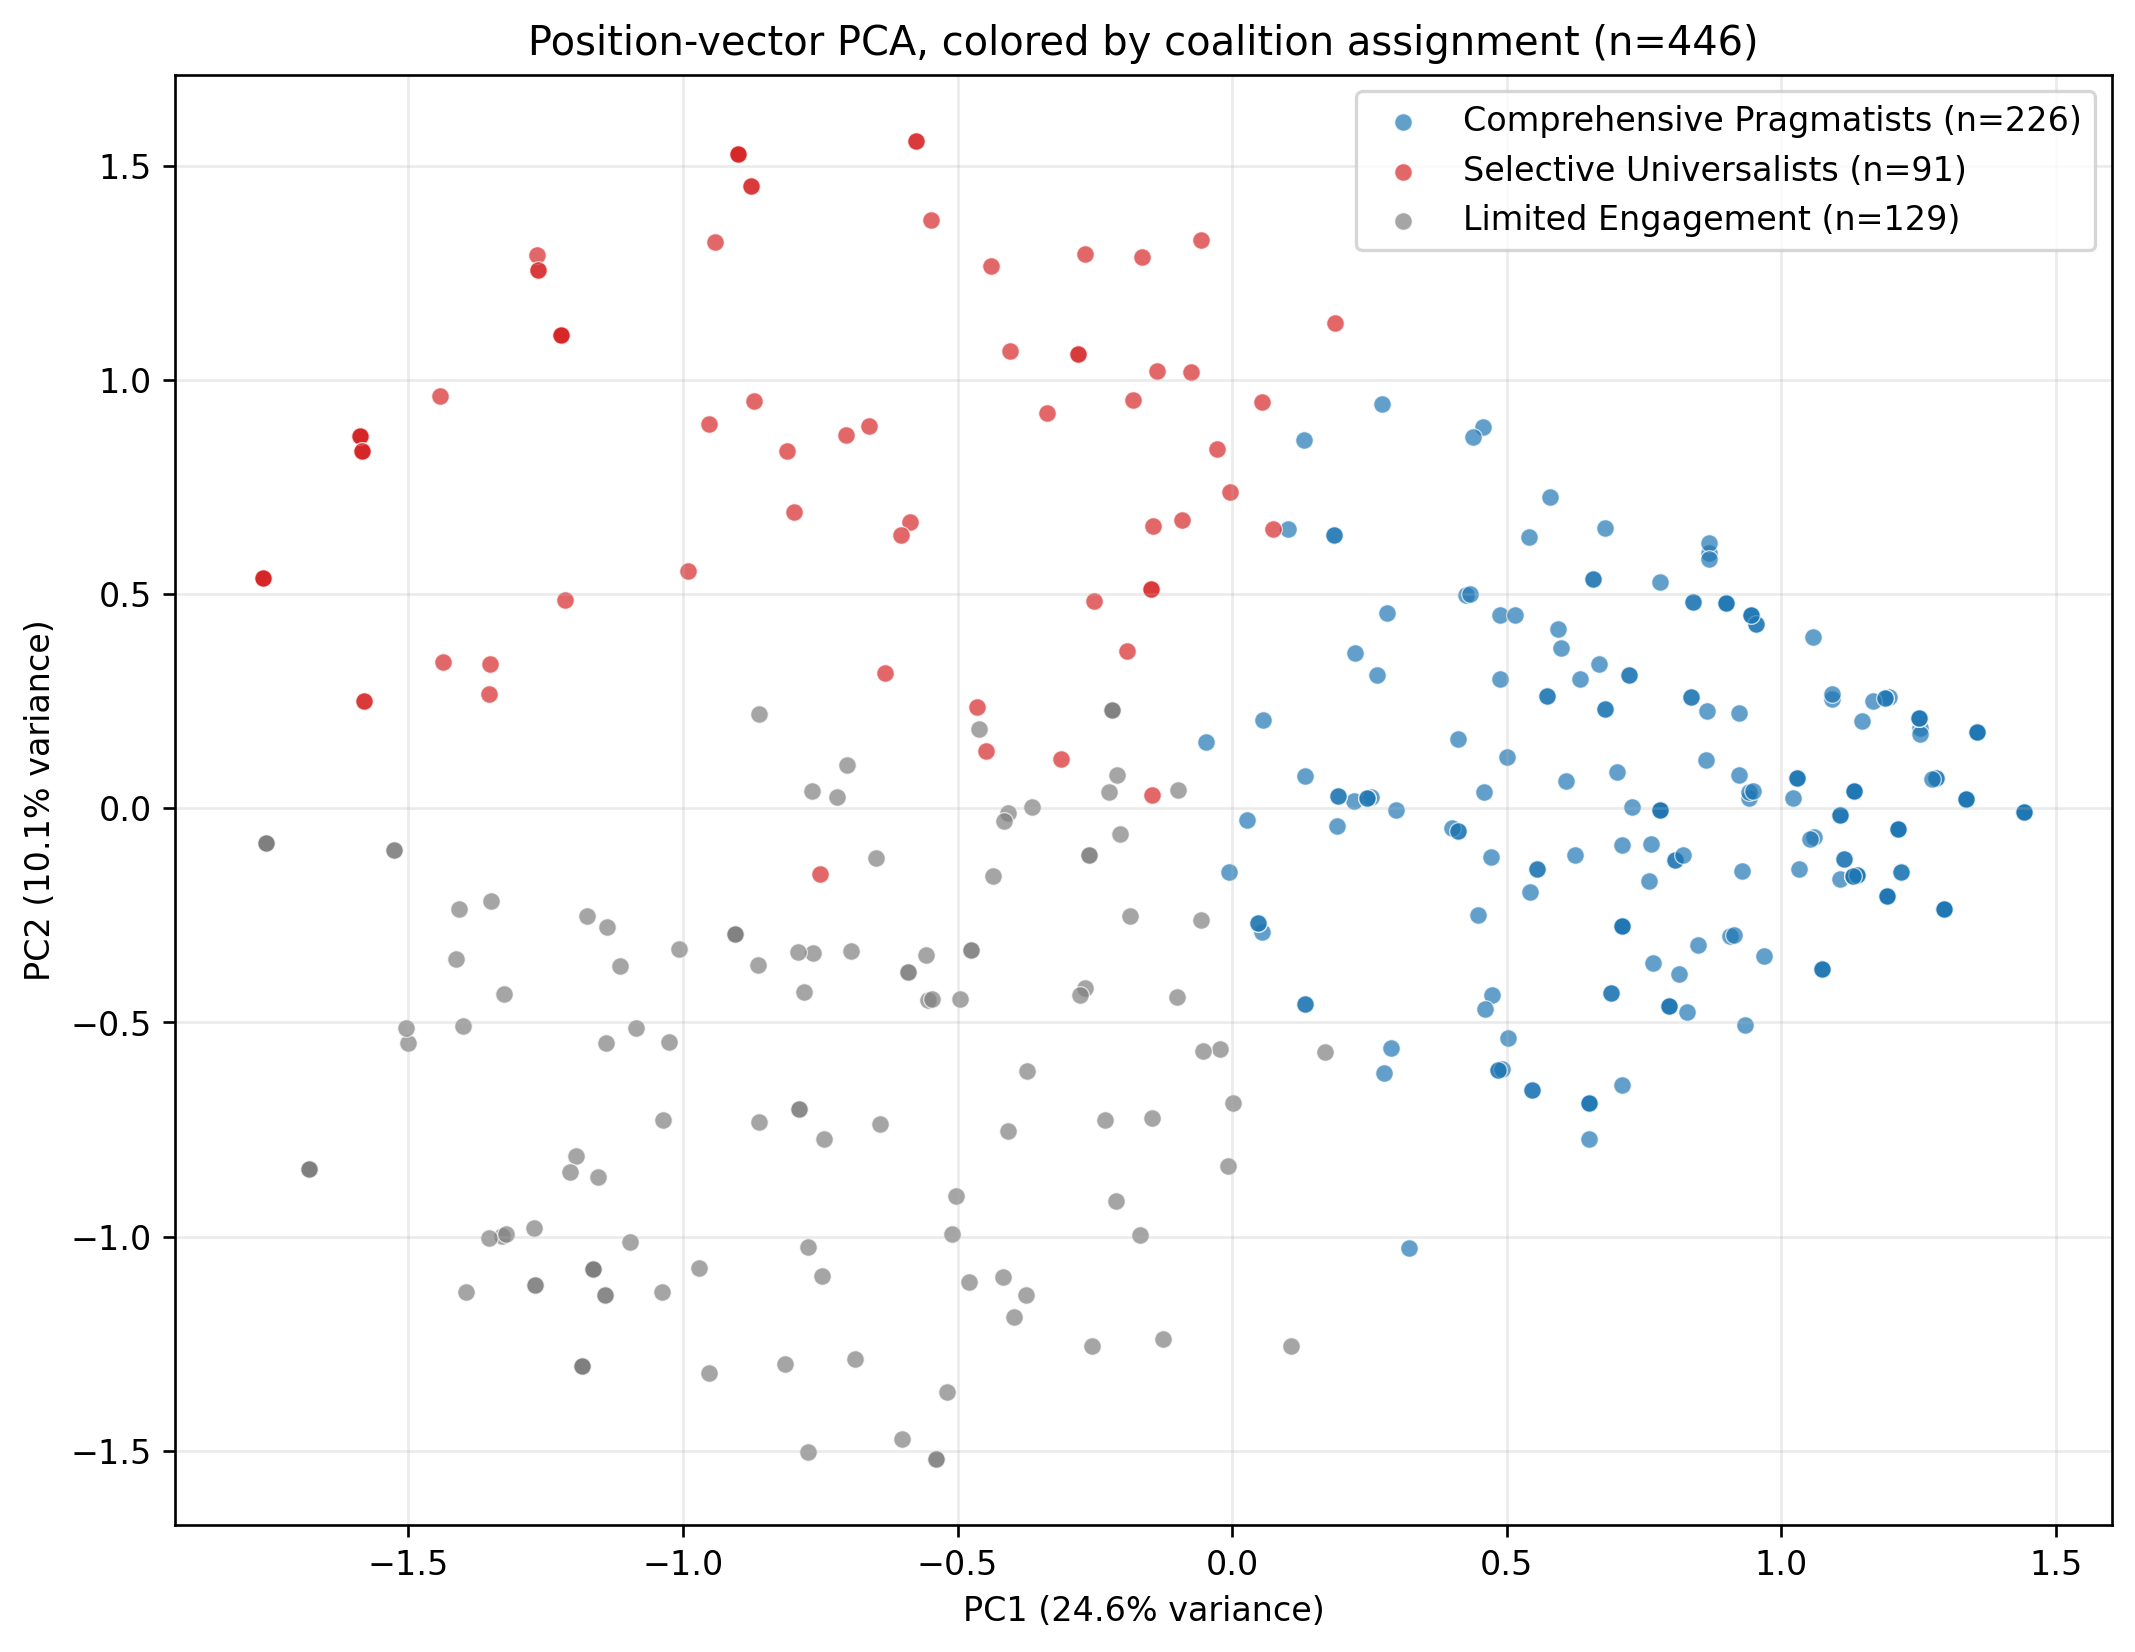 Position-vector PCA, colored by coalition assignment (n=446)
Comprehensive Pragmatists (n=226)
Selective Universalists (n=91)
Limited Engagement (n=129)
1.5
1.0
0.5
0.0
−0.5
−1.0
−1.5
PC2 (10.1% variance)
−1.5
−1.0
−0.5
0.0
0.5
1.0
1.5
PC1 (24.6% variance)